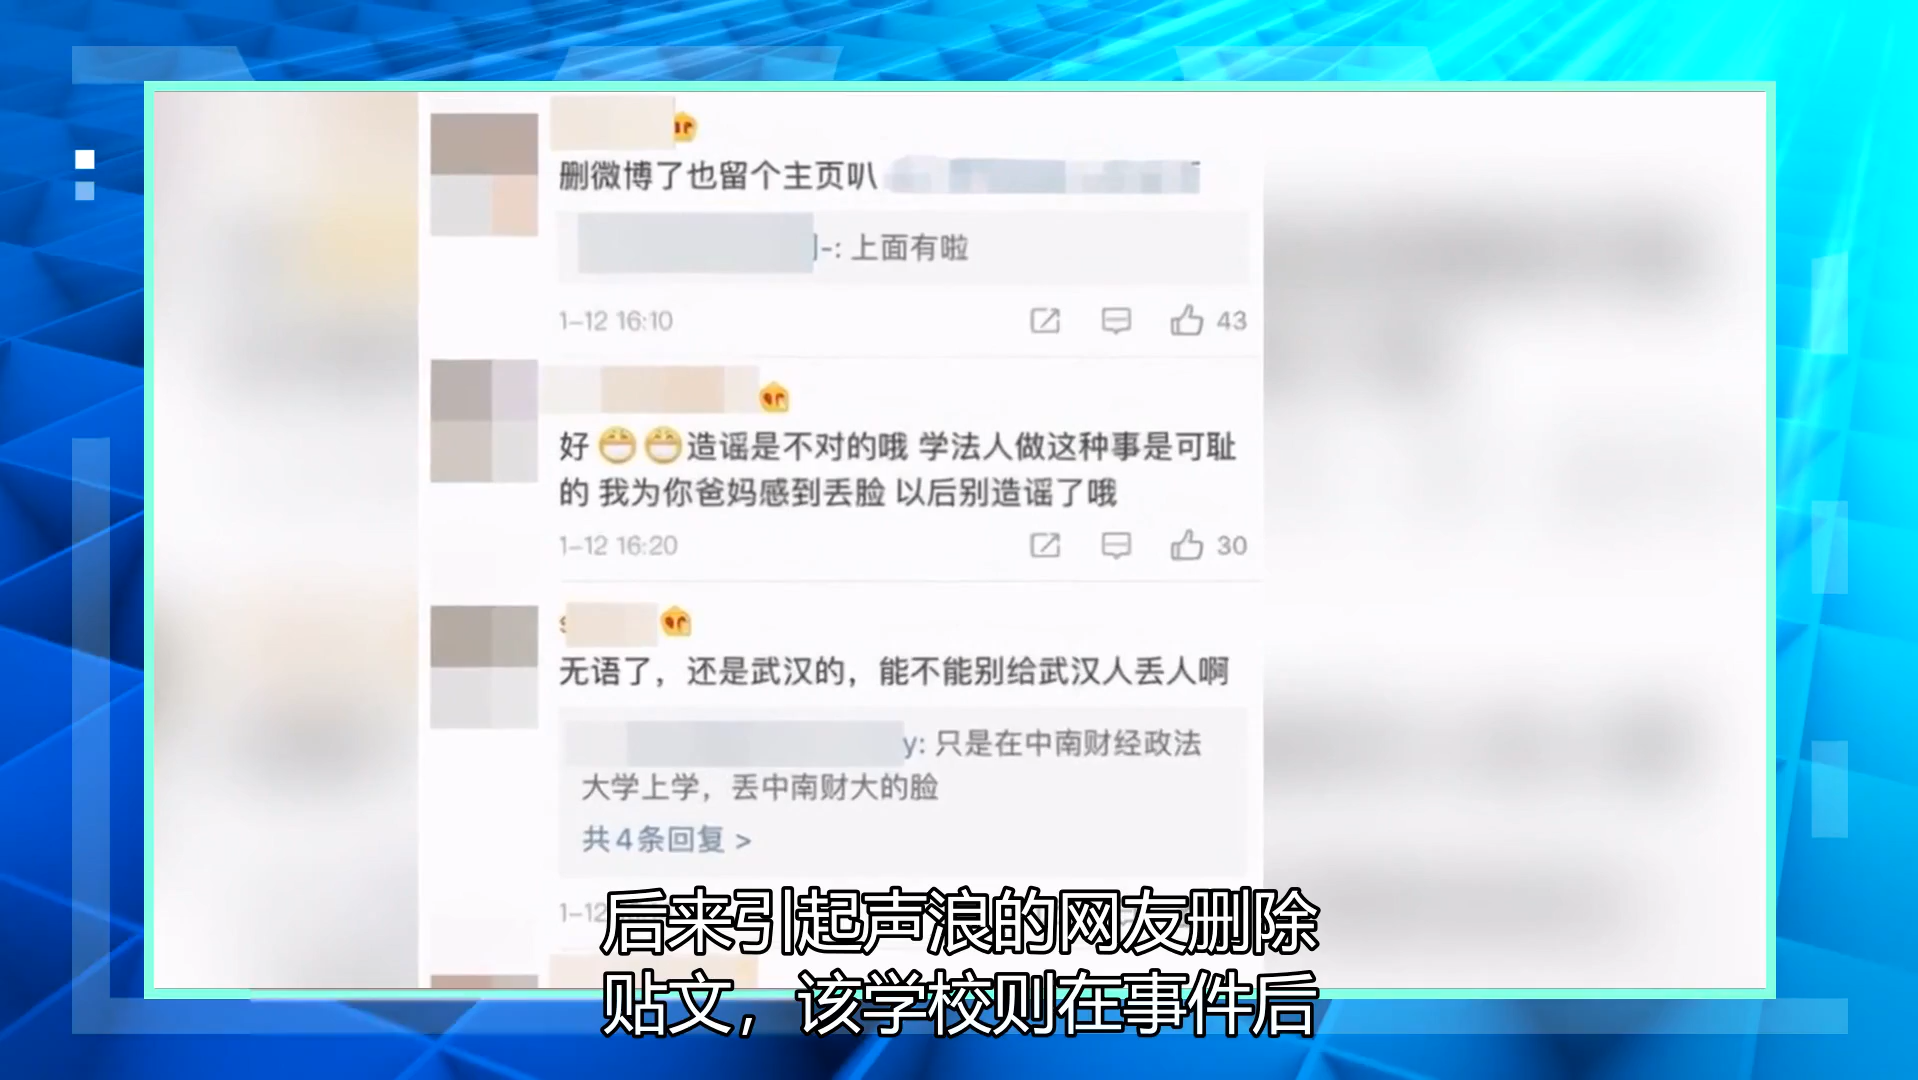 删微博了也留个主页叭
-: 上面有啦
1-12 16:10
43
好 造谣是不对的哦 学法人做这种事是可耻
的 我为你爸妈感到丢脸 以后别造谣了哦
1-12 16:20
30
s
无语了，还是武汉的，能不能别给武汉人丢人啊
y: 只是在中南财经政法
大学上学，丢中南财大的脸
共4条回复 >
1-12
后来引起声浪的网友删除
贴文，该学校则在事件后